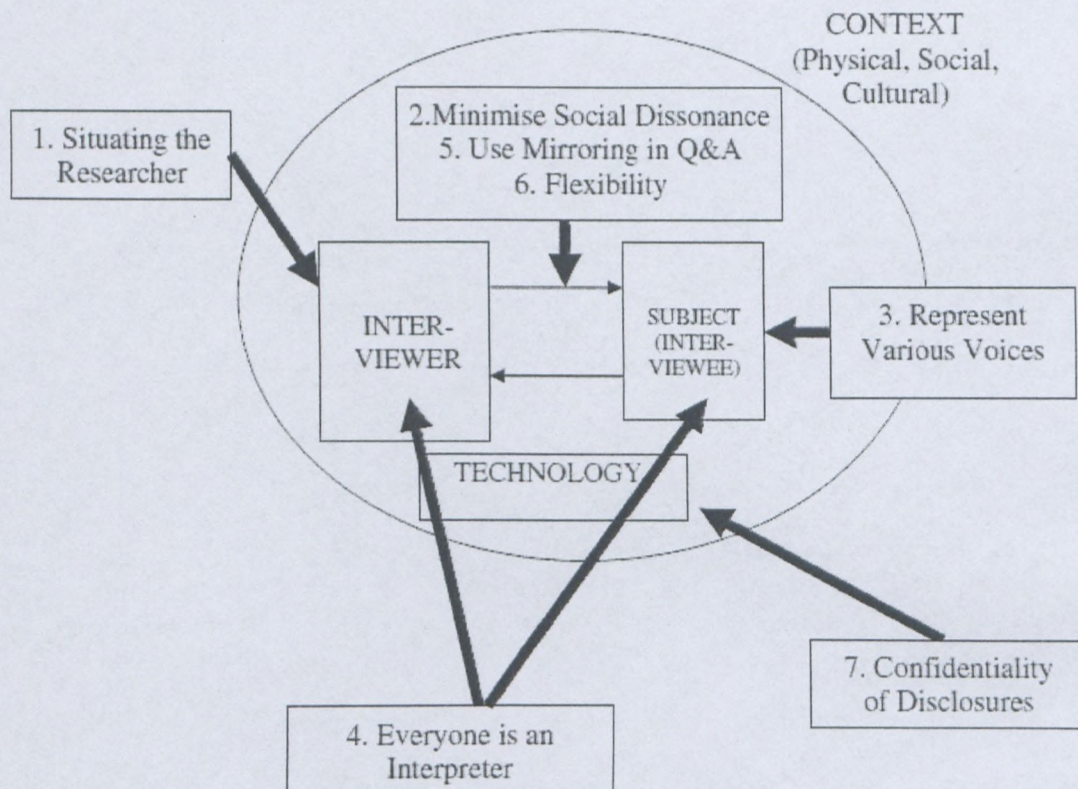 CONTEXT
(Physical, Social,
Cultural)
1. Situating the
Researcher
2.Minimise Social Dissonance
5. Use Mirroring in Q&A
6. Flexibility
INTER-
VIEWER
SUBJECT
(INTER-
VIEWEE)
3. Represent
Various Voices
TECHNOLOGY
7. Confidentiality
of Disclosures
4. Everyone is an
Interpreter